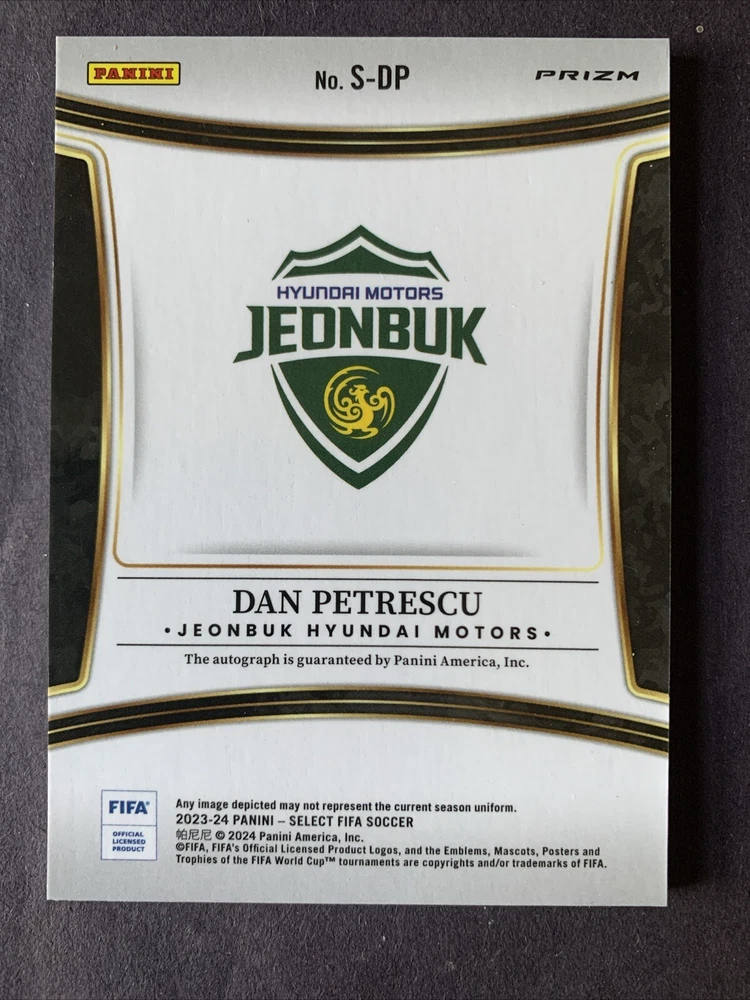 PANINI
No. S-DP
PRIZM
HYUNDAI MOTORS
JEONBUK
DAN PETRESCU
•JEONBUK HYUNDAI MOTORS•
The autograph is guaranteed by Panini America, Inc.
FIFA®
OFFICIAL
LICENSED
PRODUCT
Any image depicted may not represent the current season uniform.
2023-24 PANINI – SELECT FIFA SOCCER
帕尼尼 © 2024 Panini America, Inc.
©FIFA, FIFA's Official Licensed Product Logos, and the Emblems, Mascots, Posters and
Trophies of the FIFA World Cup™ tournaments are copyrights and/or trademarks of FIFA.